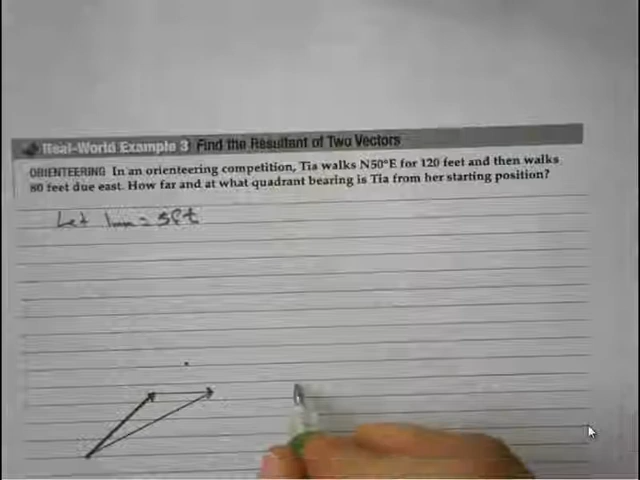 Real-World Example 3 Find the Resultant of Two Vectors
ORIENTEERING In an orienteering competition, Tia walks N50°E for 120 feet and then walks
80 feet due east. How far and at what quadrant bearing is Tia from her starting position?
Let 1mm = 5ft